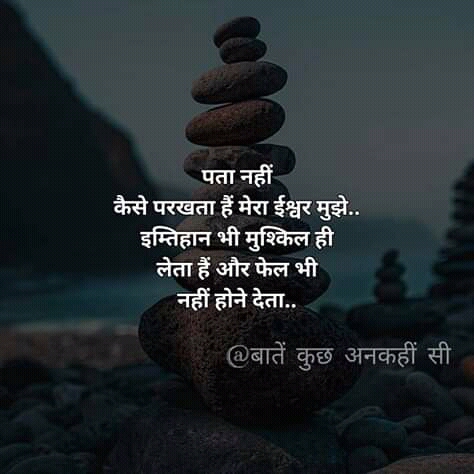 पता नहीं
कैसे परखता हैं मेरा ईश्वर मुझे..
इम्तिहान भी मुश्किल ही
लेता हैं और फेल भी
नहीं होने देता..
@बातें कुछ अनकहीं सी